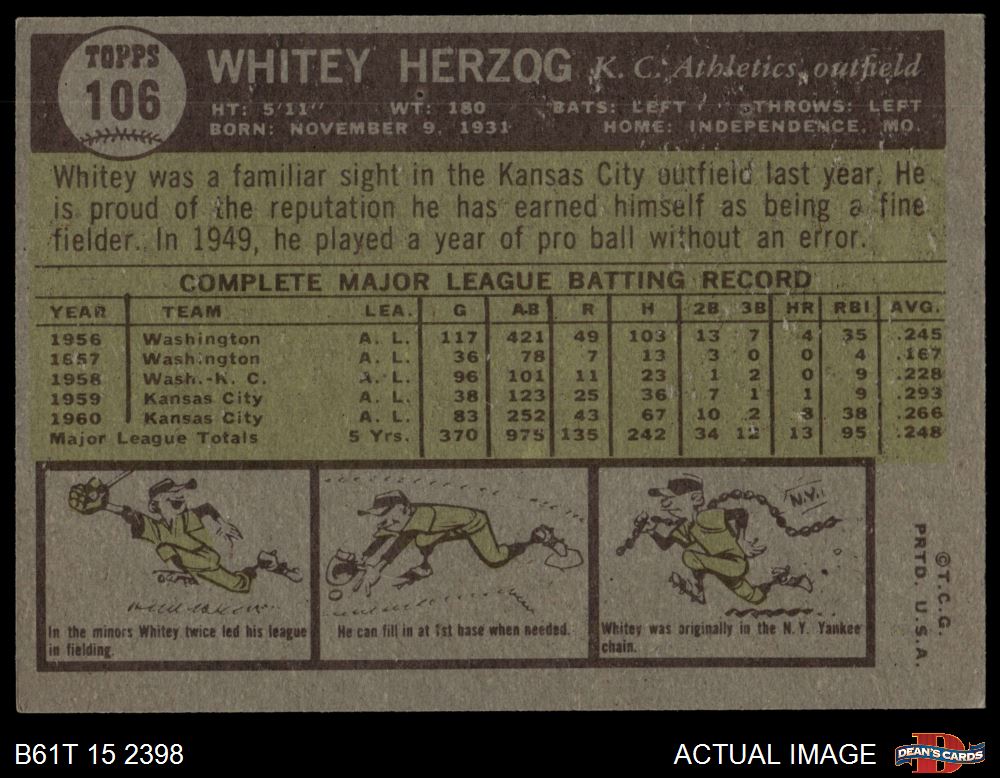 TOPPS
106
WHITEY HERZOG K. C. Athletics, outfield
HT: 5'11" WT: 180 BATS: LEFT THROWS: LEFT
BORN: NOVEMBER 9, 1931 HOME: INDEPENDENCE, MO.
Whitey was a familiar sight in the Kansas City outfield last year. He
is proud of the reputation he has earned himself as being a fine
fielder. In 1949, he played a year of pro ball without an error.
COMPLETE MAJOR LEAGUE BATTING RECORD
YEAR TEAM LEA. G AB R H 2B 3B HR RBI AVG.
1956 Washington A. L. 117 421 49 103 13 7 4 35 .245
1957 Washington A. L. 36 78 7 13 3 0 0 4 .167
1958 Wash.-K. C. A. L. 96 101 11 23 1 2 0 9 .228
1959 Kansas City A. L. 38 123 25 36 7 1 1 9 .293
1960 Kansas City A. L. 83 252 43 67 10 2 8 38 .266
Major League Totals 5 Yrs. 370 975 135 242 34 12 13 95 .248
N.Y.
In the minors Whitey twice led his league
in fielding.
He can fill in at 1st base when needed.
Whitey was originally in the N.Y. Yankee
chain.
©T.C.G.
PRTD. U.S.A.
B61T 15 2398
ACTUAL IMAGE
D
DEAN'S CARDS